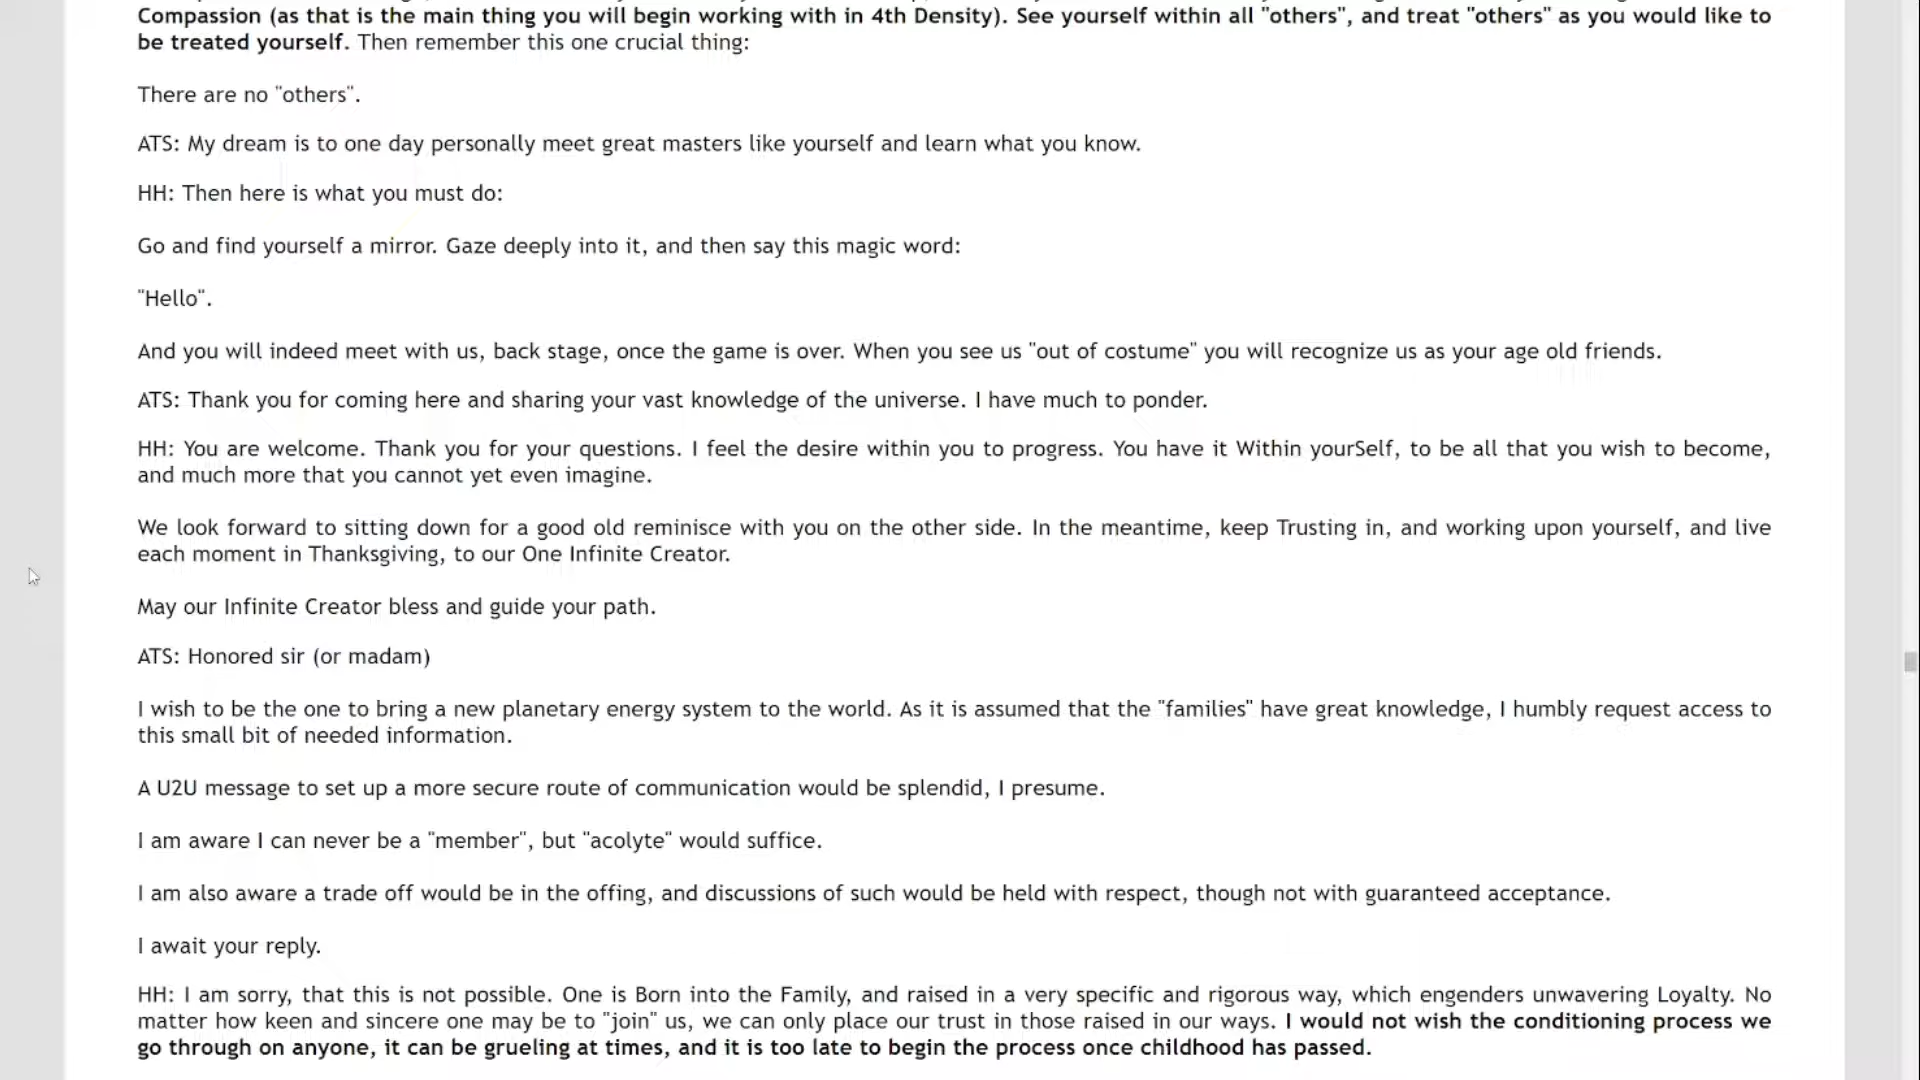 Compassion (as that is the main thing you will begin working with in 4th Density). See yourself within all "others", and treat "others" as you would like to
be treated yourself. Then remember this one crucial thing:
There are no "others".
ATS: My dream is to one day personally meet great masters like yourself and learn what you know.
HH: Then here is what you must do:
Go and find yourself a mirror. Gaze deeply into it, and then say this magic word:
"Hello".
And you will indeed meet with us, back stage, once the game is over. When you see us "out of costume" you will recognize us as your age old friends.
ATS: Thank you for coming here and sharing your vast knowledge of the universe. I have much to ponder.
HH: You are welcome. Thank you for your questions. I feel the desire within you to progress. You have it Within yourSelf, to be all that you wish to become,
and much more that you cannot yet even imagine.
We look forward to sitting down for a good old reminisce with you on the other side. In the meantime, keep Trusting in, and working upon yourself, and live
each moment in Thanksgiving, to our One Infinite Creator.
May our Infinite Creator bless and guide your path.
ATS: Honored sir (or madam)
I wish to be the one to bring a new planetary energy system to the world. As it is assumed that the "families" have great knowledge, I humbly request access to
this small bit of needed information.
A U2U message to set up a more secure route of communication would be splendid, I presume.
I am aware I can never be a "member", but "acolyte" would suffice.
I am also aware a trade off would be in the offing, and discussions of such would be held with respect, though not with guaranteed acceptance.
I await your reply.
HH: I am sorry, that this is not possible. One is Born into the Family, and raised in a very specific and rigorous way, which engenders unwavering Loyalty. No
matter how keen and sincere one may be to "join" us, we can only place our trust in those raised in our ways. I would not wish the conditioning process we
go through on anyone, it can be grueling at times, and it is too late to begin the process once childhood has passed.